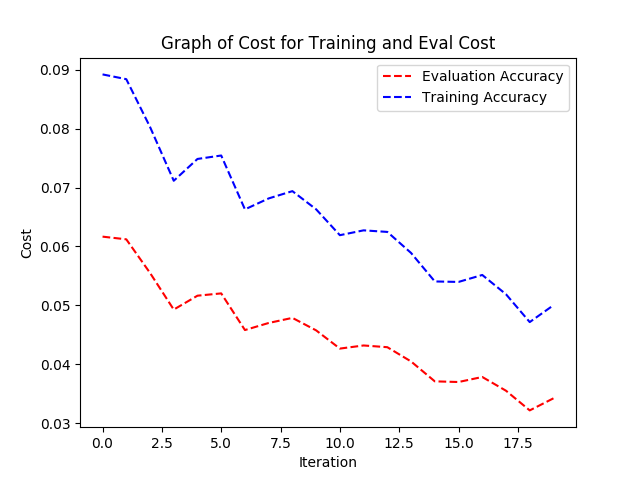 Graph of Cost for Training and Eval Cost
Evaluation Accuracy
Training Accuracy
0.09
0.08
0.07
0.06
0.05
0.04
0.03
Cost
0.0 2.5 5.0 7.5 10.0 12.5 15.0 17.5
Iteration